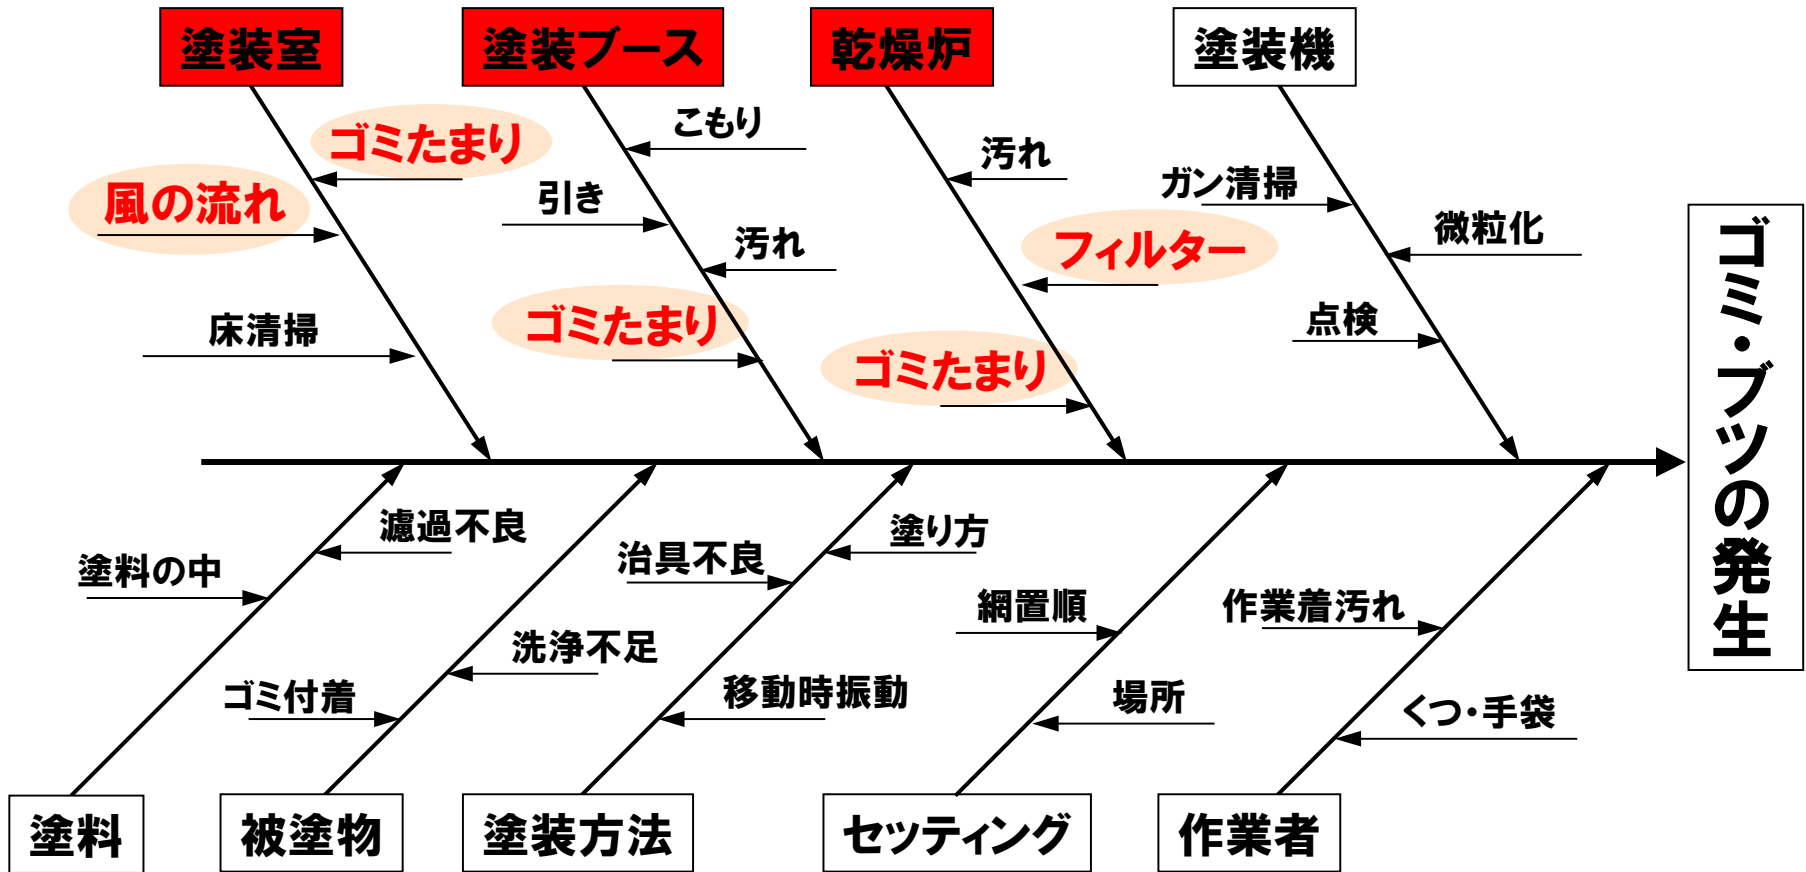 塗装室
塗装ブース
乾燥炉
塗装機
ゴミたまり
風の流れ
床清掃
こもり
引き
汚れ
ゴミたまり
汚れ
フィルター
ゴミたまり
ガン清掃
微粒化
点検
ゴミ・ブツの発生
濾過不良
塗料の中
洗浄不足
ゴミ付着
塗り方
治具不良
移動時振動
網置順
場所
作業着汚れ
くつ・手袋
塗料
被塗物
塗装方法
セッティング
作業者